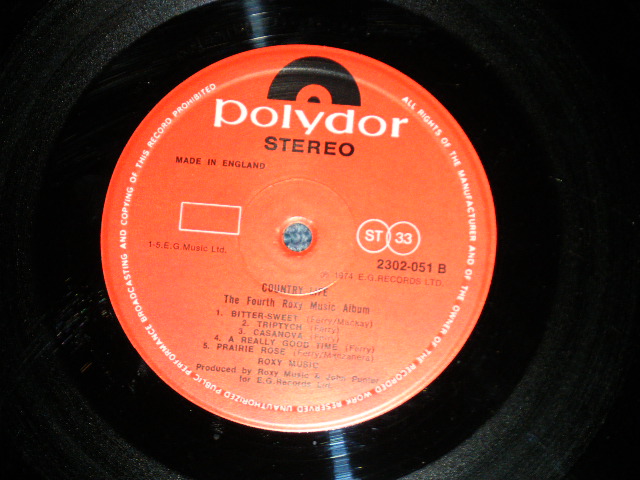 polydor
STEREO
MADE IN ENGLAND
ST 33
1-5.E.G.Music Ltd.
2302-051 B
℗ 1974 E.G.RECORDS LTD.
COUNTRY LIFE
The Fourth Roxy Music Album
1. BITTER-SWEET (Ferry/Mackay)
2. TRIPTYCH (Ferry)
3. CASANOVA (Ferry)
4. A REALLY GOOD TIME (Ferry)
5. PRAIRIE ROSE (Ferry/Manzanera)
ROXY MUSIC
Produced by Roxy Music & John Punter
for E.G.Records Ltd.
ALL RIGHTS OF THE MANUFACTURER AND OF THE OWNER OF THE RECORDED WORK RESERVED UNAUTHORIZED PUBLIC PERFORMANCE BROADCASTING AND COPYING OF THIS RECORD PROHIBITED